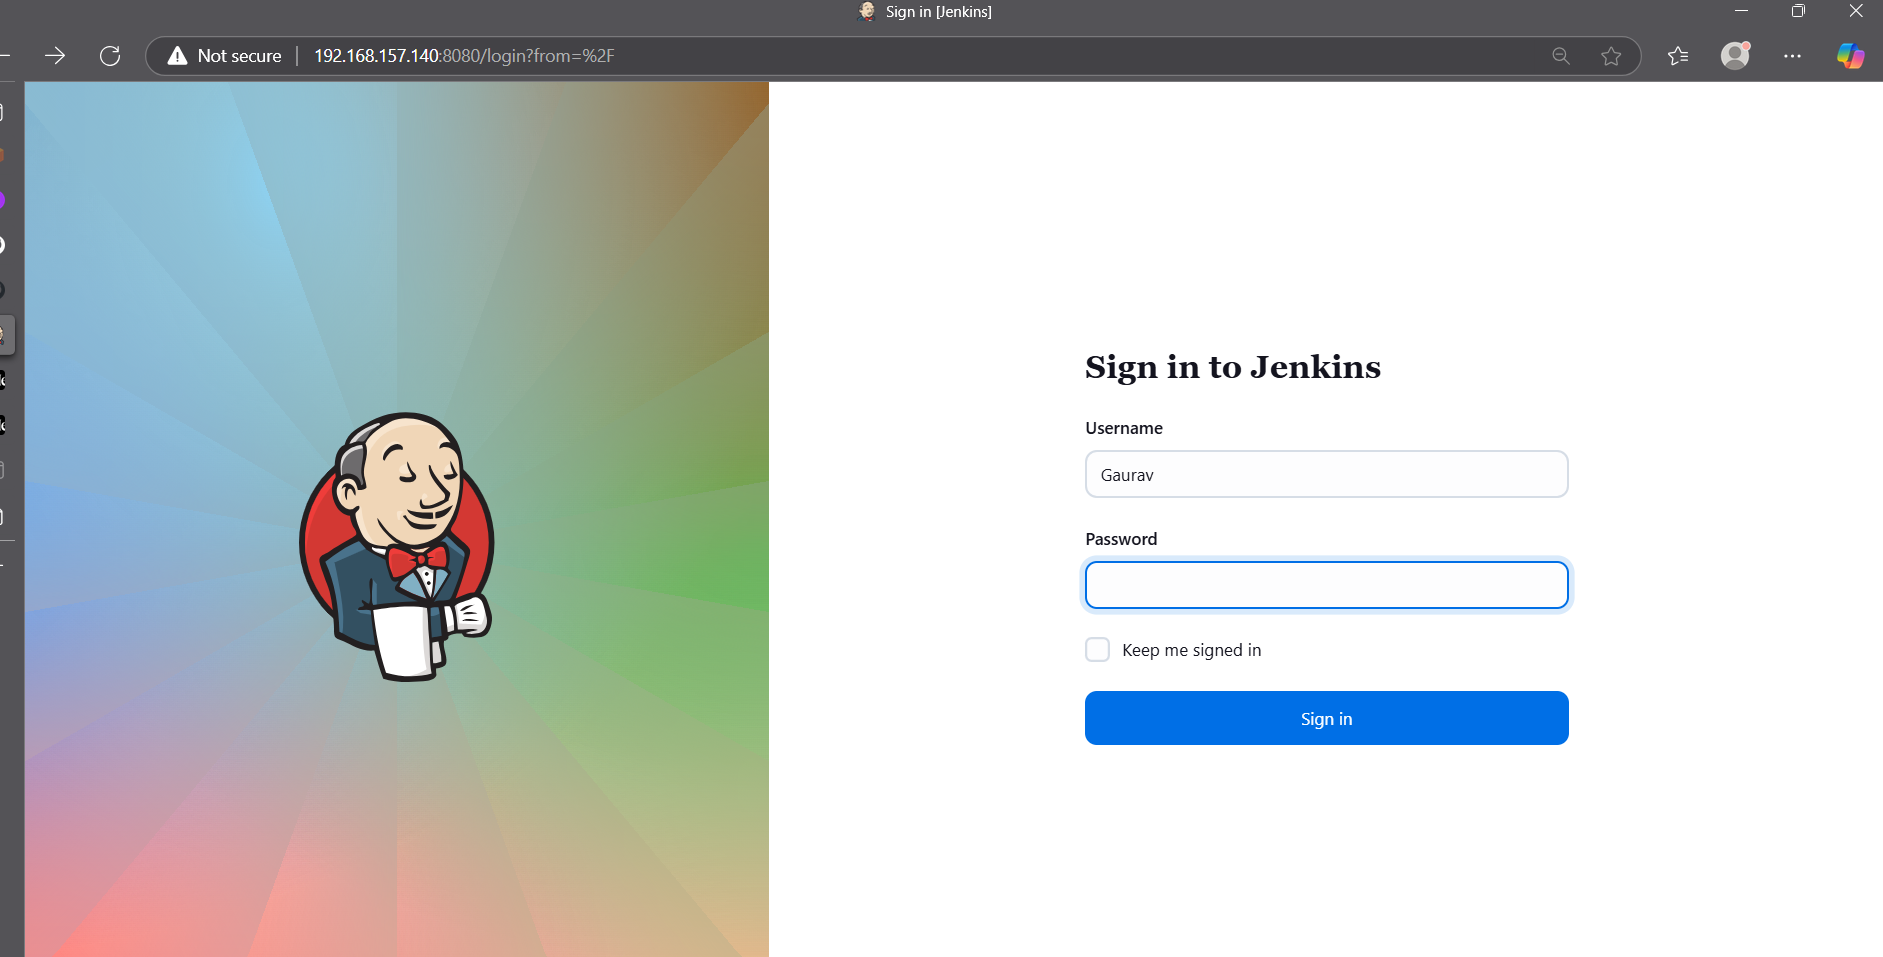 Sign in [Jenkins]
Not secure
192.168.157.140:8080/login?from=%2F
Sign in to Jenkins
Username
Gaurav
Password
Keep me signed in
Sign in